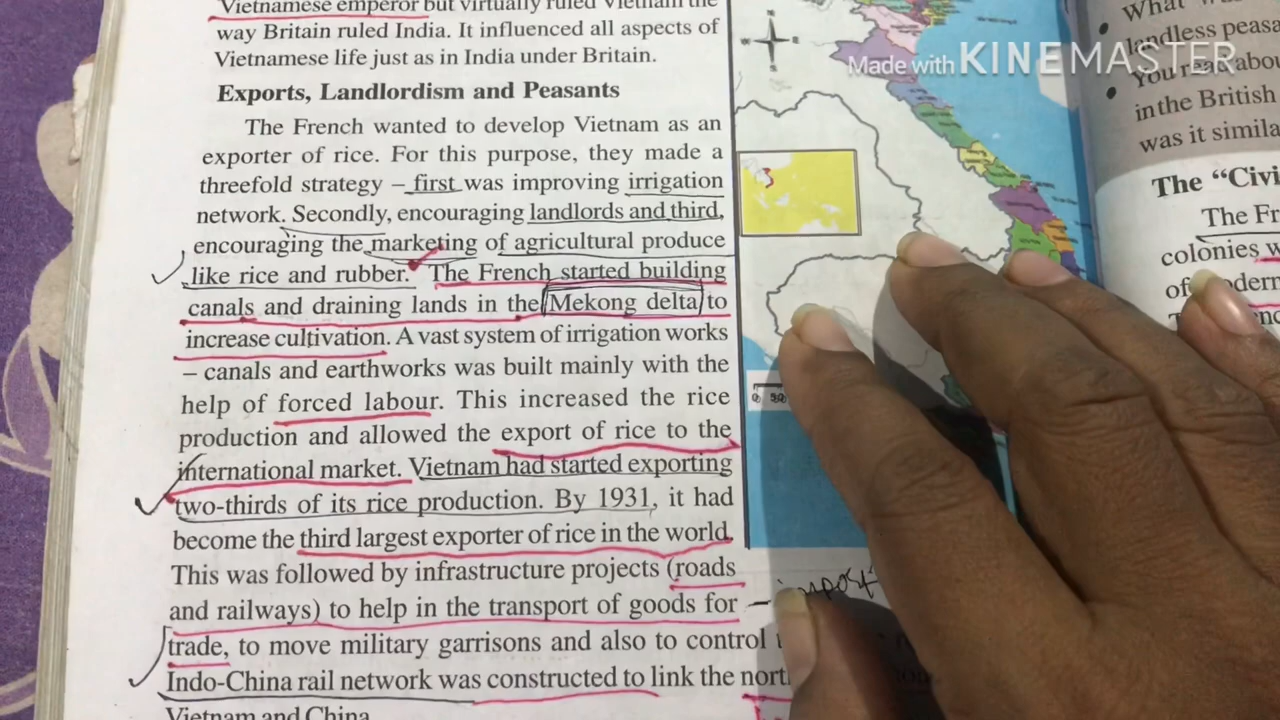 Vietnamese emperor but virtually ruled Vietnam the
way Britain ruled India. It influenced all aspects of
Vietnamese life just as in India under Britain.
Exports, Landlordism and Peasants
The French wanted to develop Vietnam as an
exporter of rice. For this purpose, they made a
threefold strategy – first was improving irrigation
network. Secondly, encouraging landlords and third,
encouraging the marketing of agricultural produce
like rice and rubber. The French started building
canals and draining lands in the Mekong delta to
increase cultivation. A vast system of irrigation works
– canals and earthworks was built mainly with the
help of forced labour. This increased the rice
production and allowed the export of rice to the
international market. Vietnam had started exporting
two-thirds of its rice production. By 1931, it had
become the third largest exporter of rice in the world.
This was followed by infrastructure projects (roads
and railways) to help in the transport of goods for
trade, to move military garrisons and also to control
Indo-China rail network was constructed to link the
Vietnam and China
Made with KINEMASTER
• What
landless
• You read
in the British
was it
The
The
colonies
of